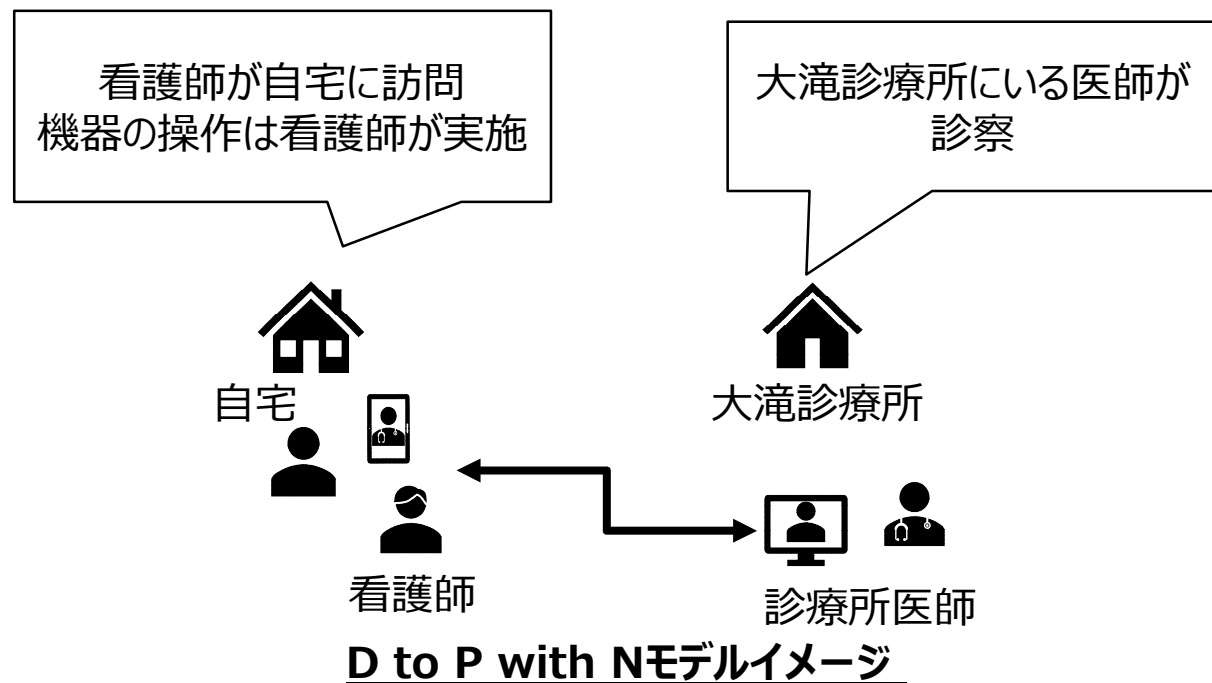 看護師が自宅に訪問
機器の操作は看護師が実施
大滝診療所にいる医師が
診察
自宅
大滝診療所
看護師
診療所医師
D to P with Nモデルイメージ